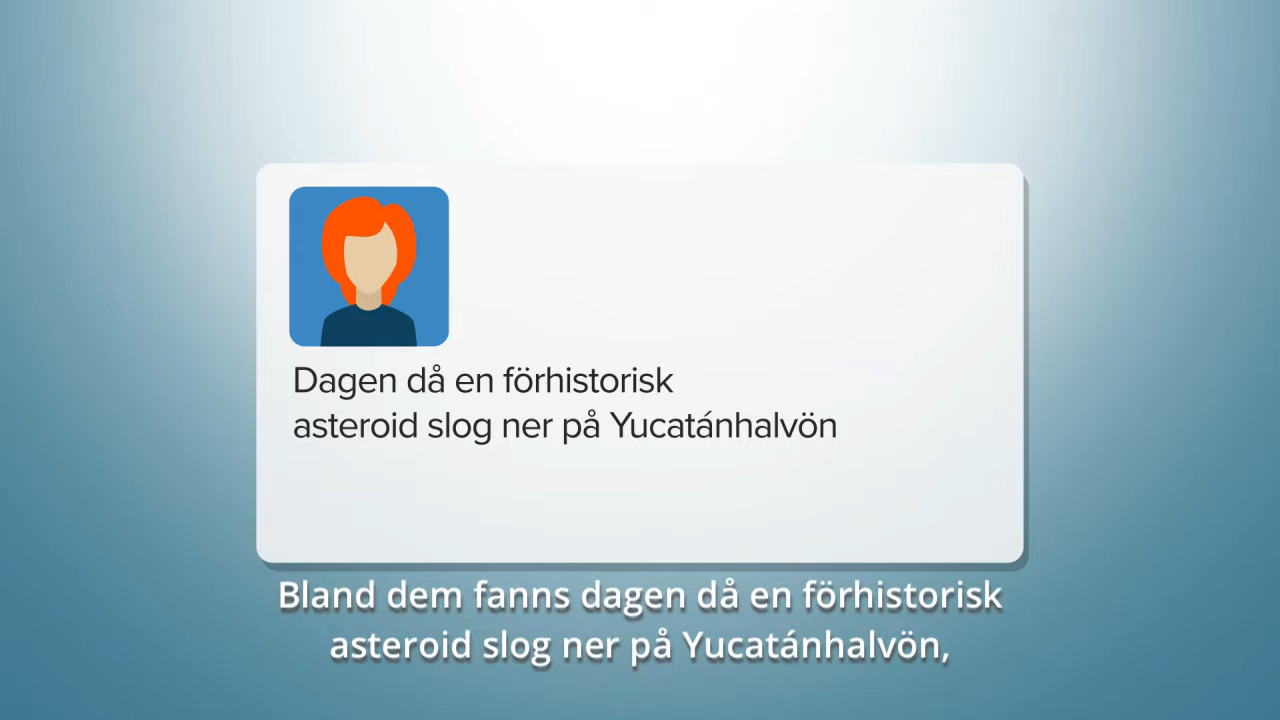 Dagen då en förhistorisk
asteroid slog ner på Yucatánhalvön
Bland dem fanns dagen då en förhistorisk
asteroid slog ner på Yucatánhalvön,